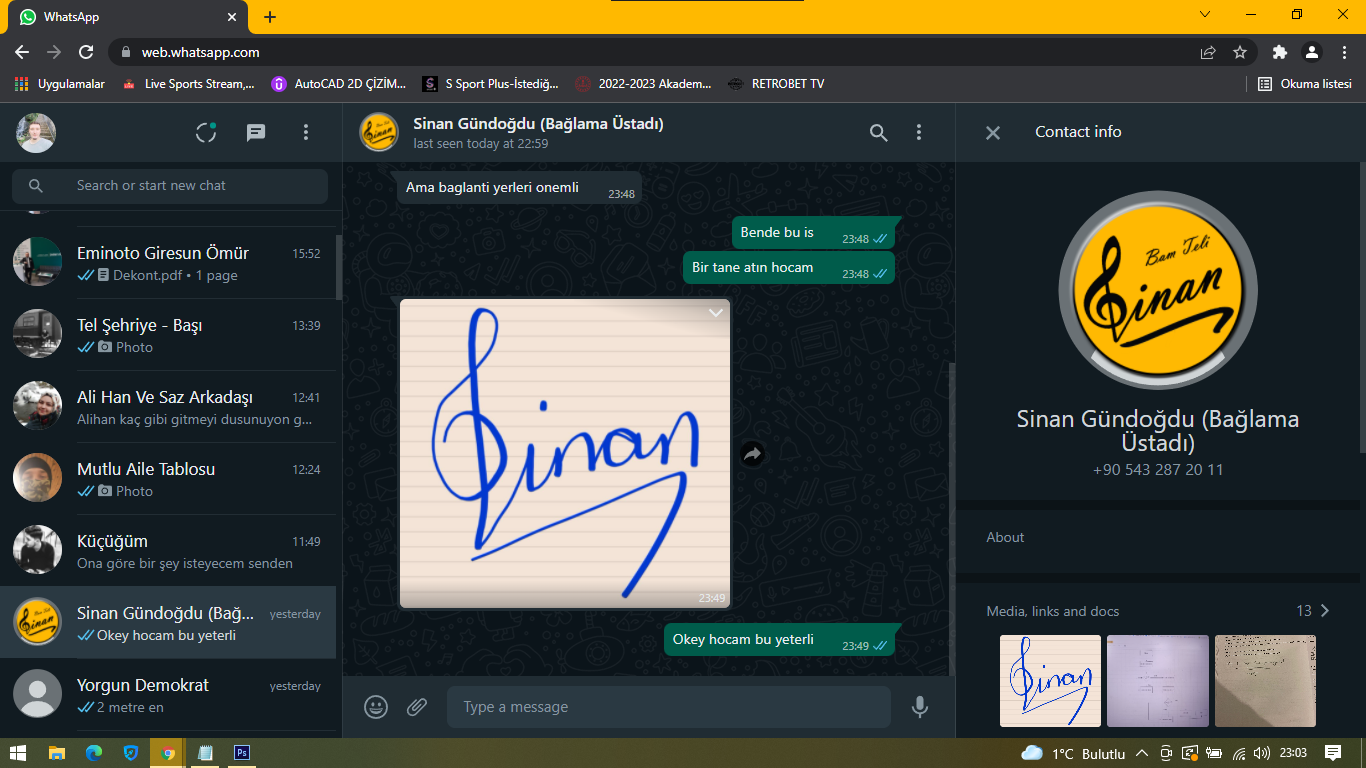 WhatsApp
web.whatsapp.com
Uygulamalar
Live Sports Stream,...
AutoCAD 2D ÇİZİM...
S Sport Plus-İstediğ...
2022-2023 Akadem...
RETROBET TV
Okuma listesi
Search or start new chat
Eminoto Giresun Ömür 15:52
Dekont.pdf • 1 page
Tel Şehriye - Başı 13:39
Photo
Ali Han Ve Saz Arkadaşı 12:41
Alihan kaç gibi gitmeyi dusunuyon g...
Mutlu Aile Tablosu 12:24
Photo
Küçüğüm 11:49
Ona göre bir şey isteyecem senden
Sinan Gündoğdu (Bağ... yesterday
Okey hocam bu yeterli
Yorgun Demokrat yesterday
2 metre en
Sinan Gündoğdu (Bağlama Üstadı)
last seen today at 22:59
Ama baglanti yerleri onemli 23:48
Bende bu is 23:48
Bir tane atın hocam 23:48
Sinan
23:49
Okey hocam bu yeterli 23:49
Type a message
Contact info
Bam Teli
Sinan
Sinan Gündoğdu (Bağlama
Üstadı)
+90 543 287 20 11
About
Media, links and docs 13
Sinan
Ps
1°C Bulutlu 23:03